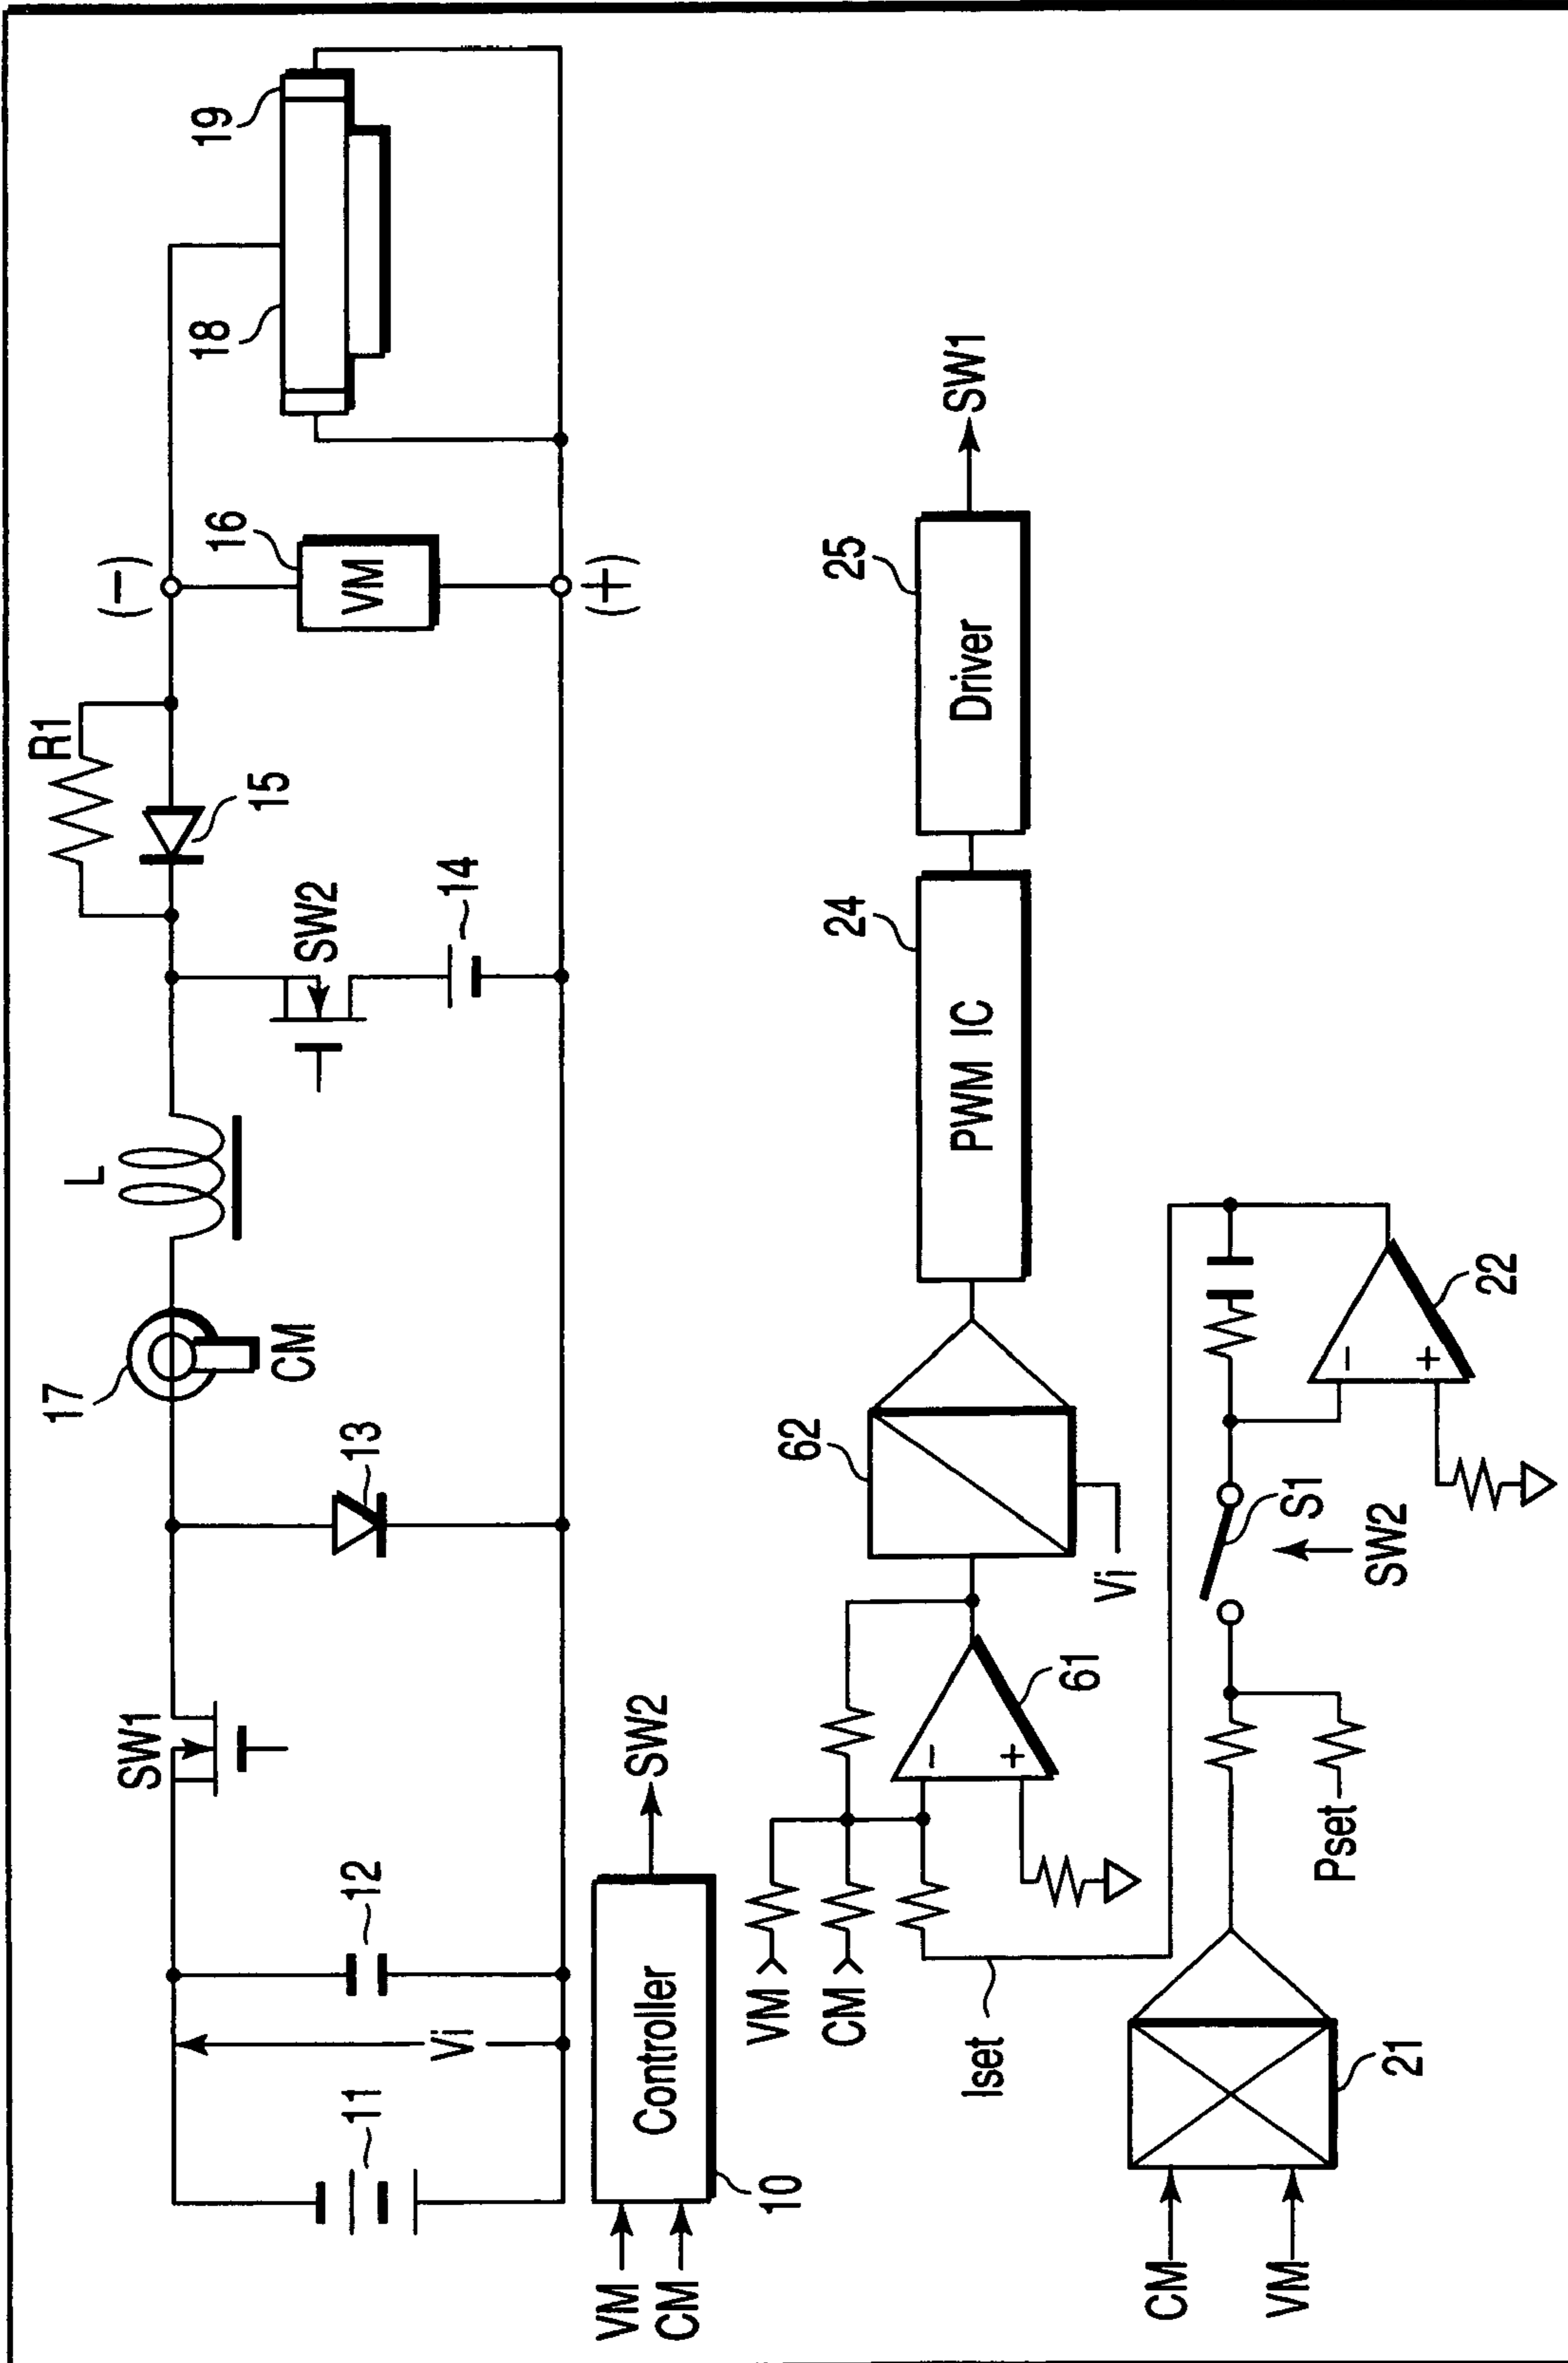 SW1
12
Vi
11
13
17
CM
L
SW2
14
15
R1
(-)
16
VM
(+)
18
19
VM
CM
Controller
10
SW2
VM
CM
Iset
-
+
61
62
Vi
24
PWM IC
25
Driver
SW1
CM
VM
21
Pset
S1
SW2
-
+
22